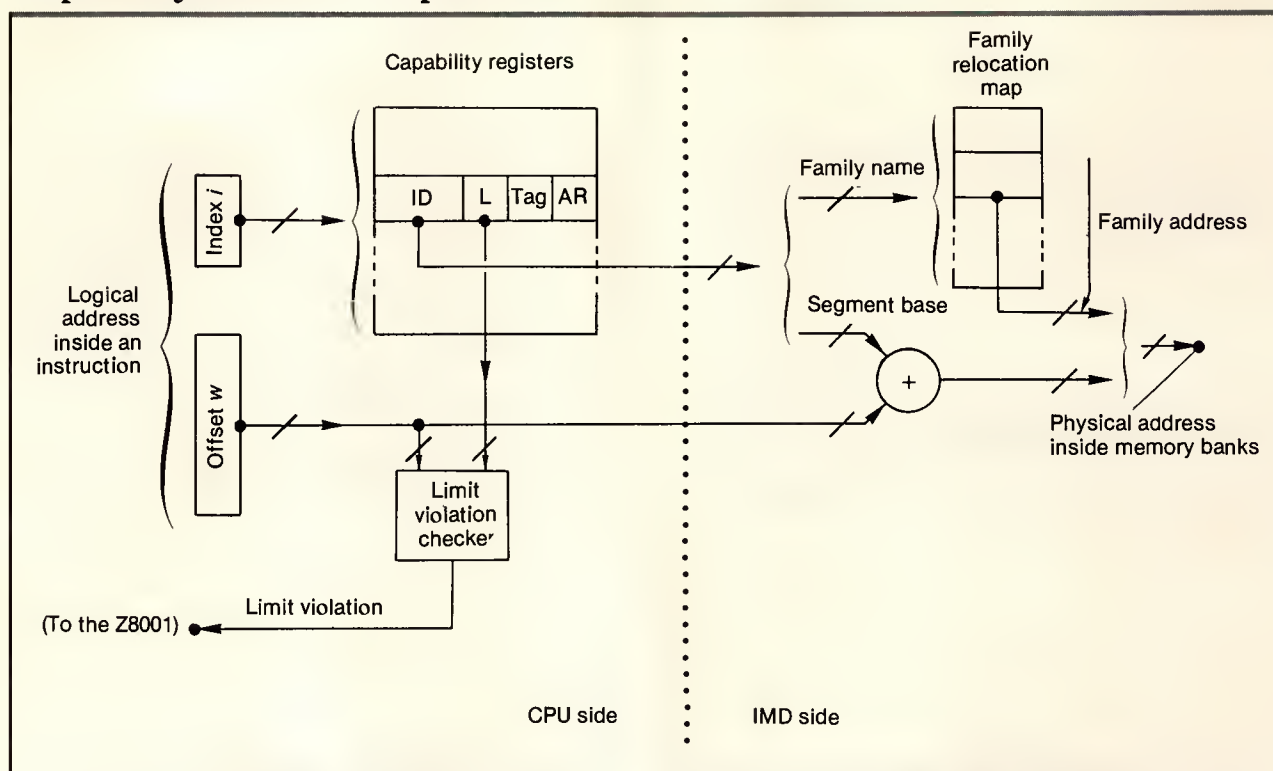 Capability registers
Family
relocation
map
Family name
ID
L
Tag
AR
Index i
Family address
Logical
address
inside an
instruction
Segment base
+
Offset w
Physical address
inside memory banks
Limit
violation
checker
Limit violation
(To the Z8001)
CPU side
IMD side